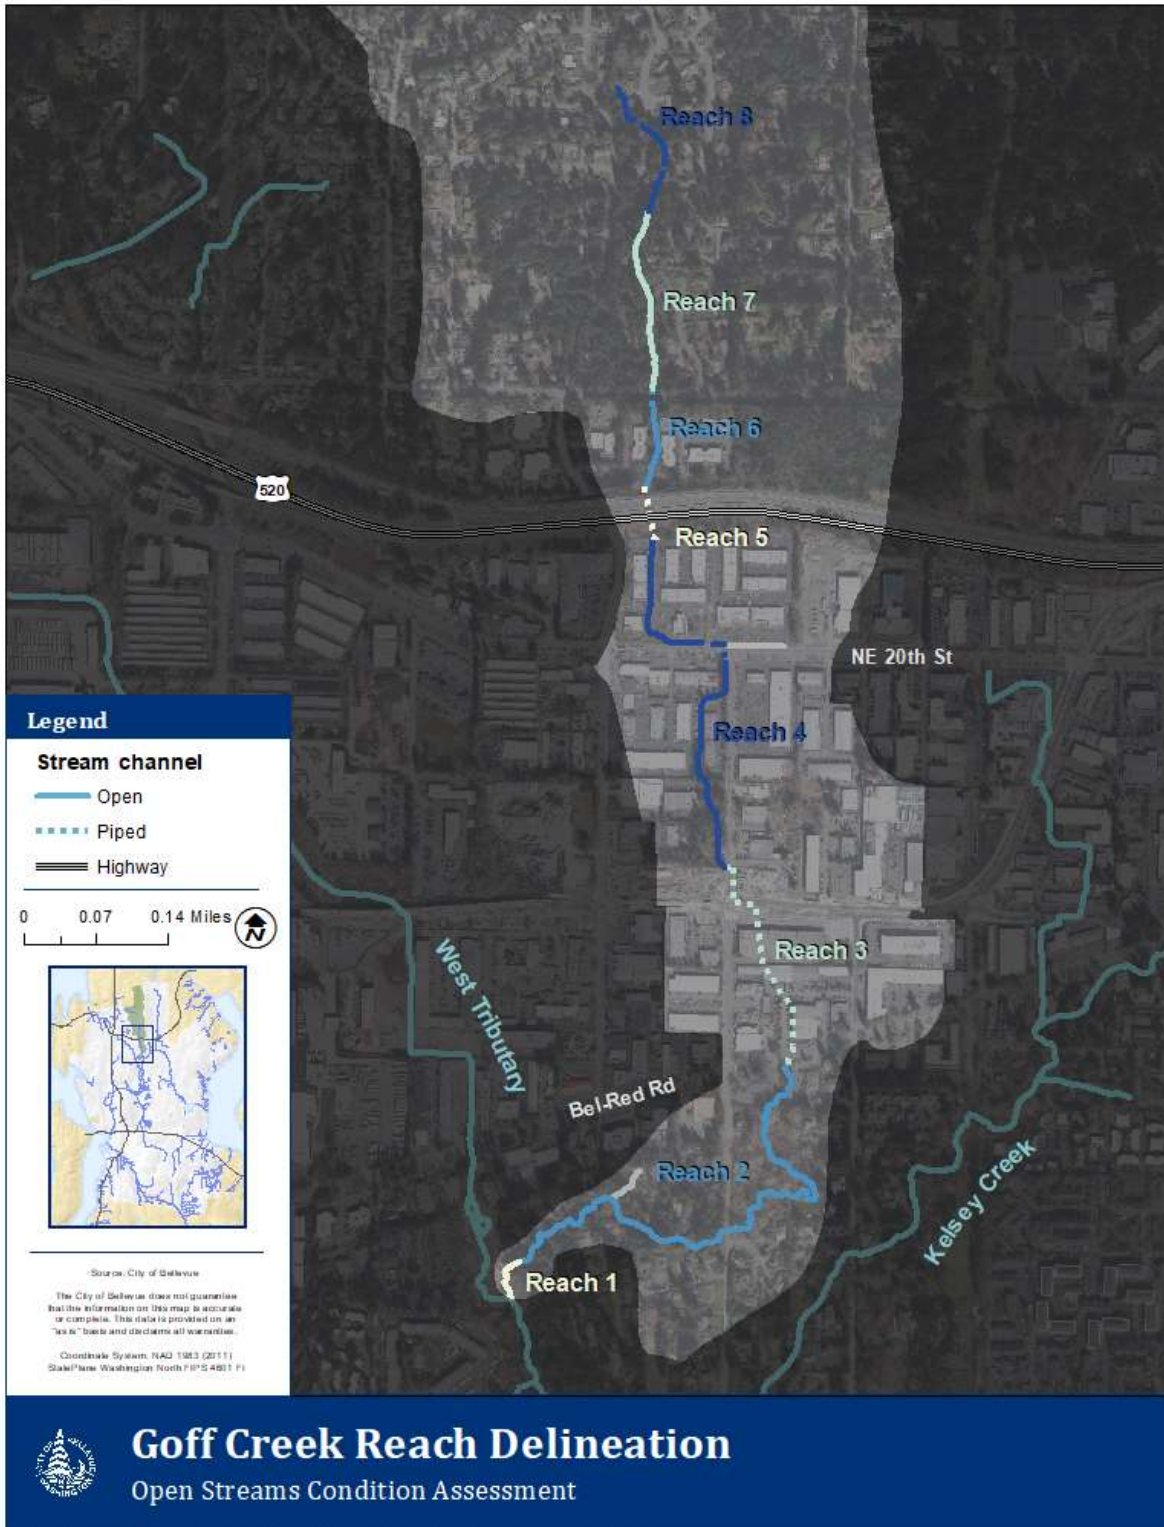 Reach 8
Reach 7
Reach 6
520
Reach 5
NE 20th St
Reach 4
Reach 3
West Tributary
Bel-Red Rd
Reach 2
Kelsey Creek
Reach 1
Legend
Stream channel
Open
Piped
Highway
0 0.07 0.14 Miles
N
Source: City of Bellevue
The City of Bellevue does not guarantee
that the information on this map is accurate
or complete. This data is provided on an
"as is" basis and disclaims all warranties.
Coordinate System: NAD 1983 (2011)
StatePlane Washington North FIPS 4601 Ft
CITY OF BELLEVUE
WASHINGTON
Goff Creek Reach Delineation
Open Streams Condition Assessment